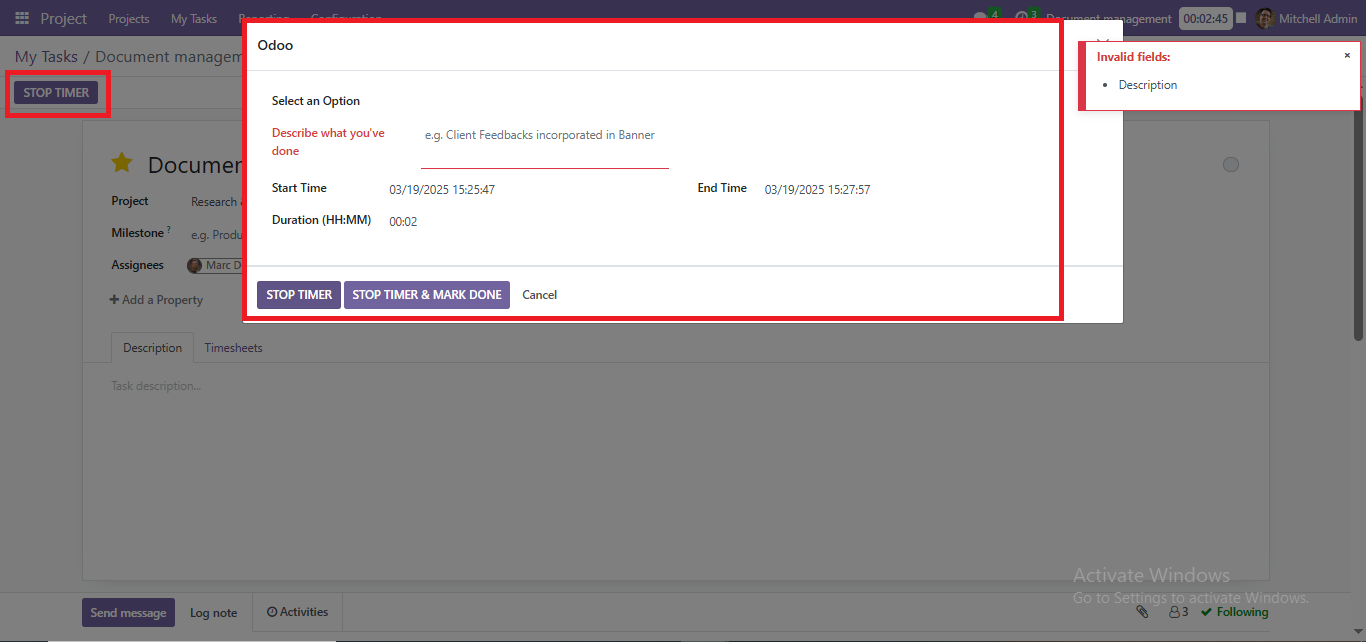 Project Projects My Tasks Reporting Configuration 4 3 Document management 00:02:45 Mitchell Admin
My Tasks / Document managem
STOP TIMER
Odoo
Invalid fields: ×
Description
Select an Option
Describe what you've
done
e.g. Client Feedbacks incorporated in Banner
Start Time 03/19/2025 15:25:47 End Time 03/19/2025 15:27:57
Duration (HH:MM) 00:02
STOP TIMER STOP TIMER & MARK DONE Cancel
Documen
Project Research
Milestone ? e.g. Produ
Assignees Marc D
+ Add a Property
Description Timesheets
Task description...
Activate Windows
Go to Settings to activate Windows.
Send message Log note Activities 3 Following